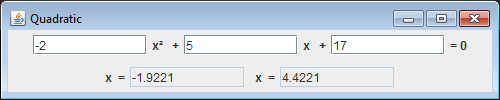 Quadratic
-2 x² + 5 x + 17 = 0
x = -1.9221 x = 4.4221